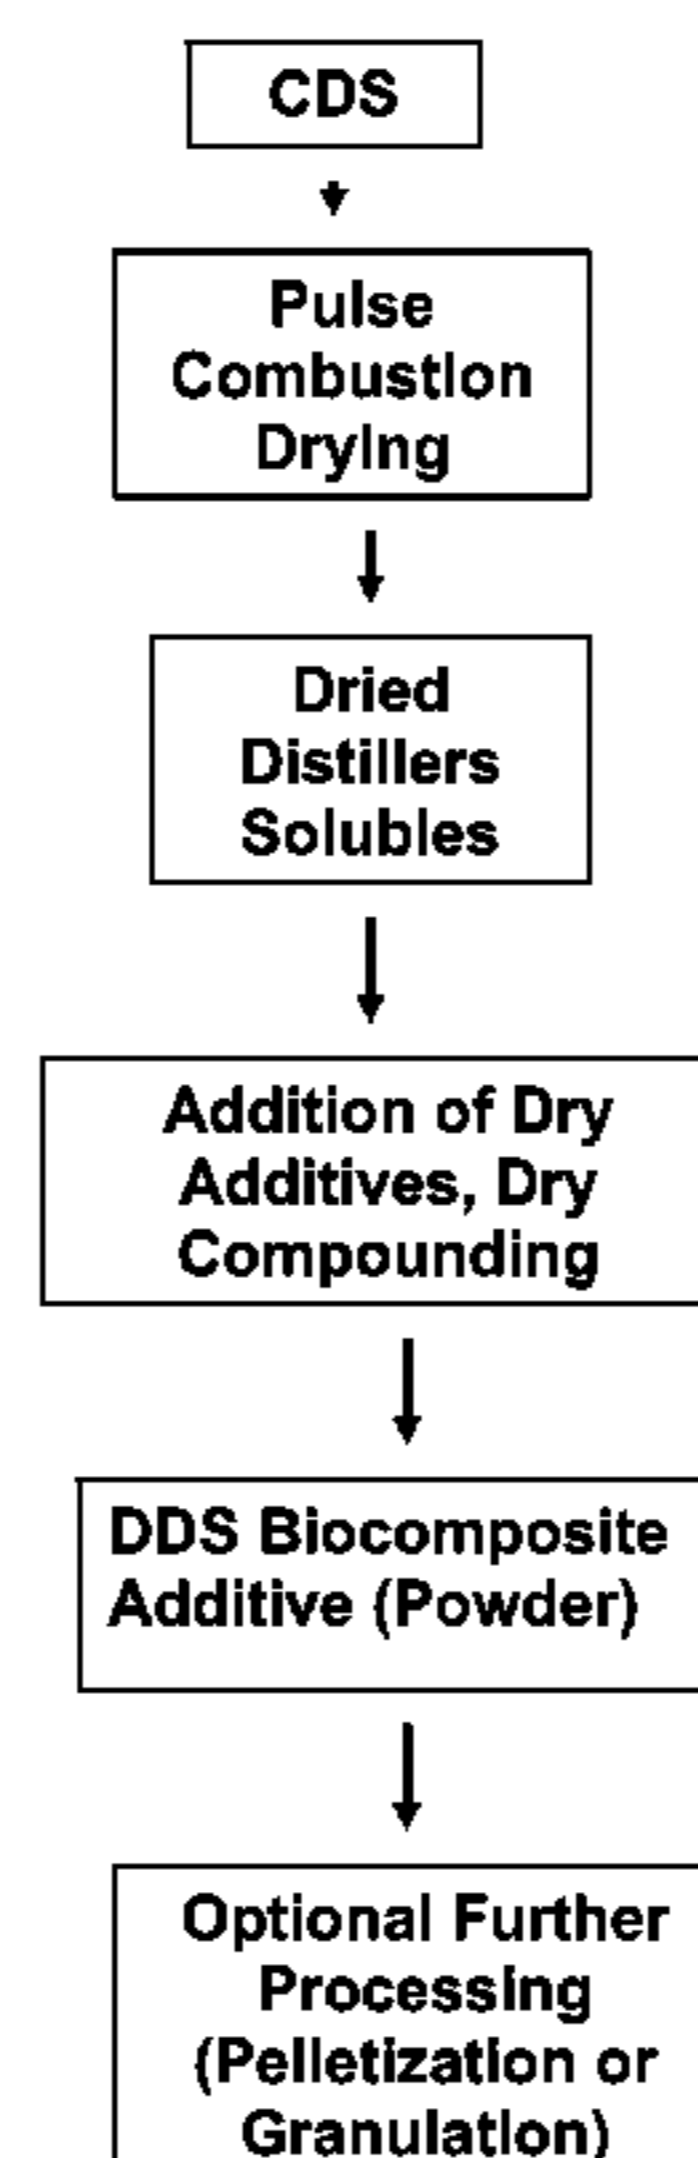 CDS
Pulse
Combustion
Drying
Dried
Distillers
Solubles
Addition of Dry
Additives, Dry
Compounding
DDS Biocomposite
Additive (Powder)
Optional Further
Processing
(Pelletization or
Granulation)